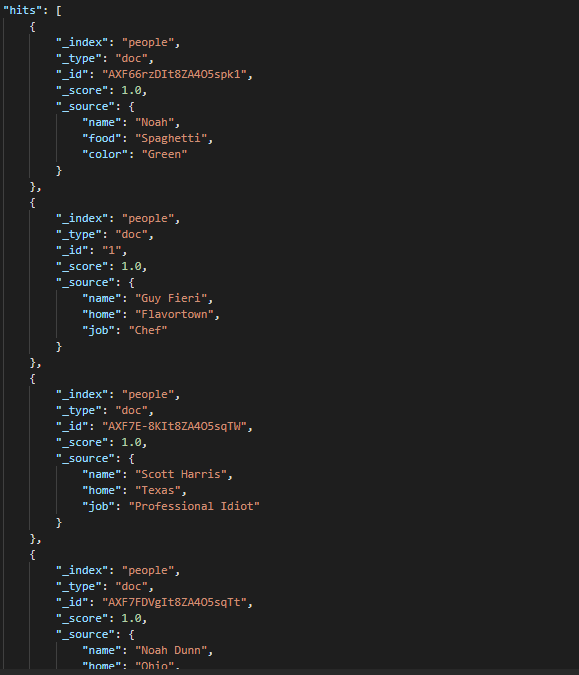 "hits": [
{
"_index": "people",
"_type": "doc",
"_id": "AXF66rzDIt8ZA4O5spk1",
"_score": 1.0,
"_source": {
"name": "Noah",
"food": "Spaghetti",
"color": "Green"
}
},
{
"_index": "people",
"_type": "doc",
"_id": "1",
"_score": 1.0,
"_source": {
"name": "Guy Fieri",
"home": "Flavortown",
"job": "Chef"
}
},
{
"_index": "people",
"_type": "doc",
"_id": "AXF7E-8KIt8ZA4O5sqTW",
"_score": 1.0,
"_source": {
"name": "Scott Harris",
"home": "Texas",
"job": "Professional Idiot"
}
},
{
"_index": "people",
"_type": "doc",
"_id": "AXF7FDVgIt8ZA4O5sqTt",
"_score": 1.0,
"_source": {
"name": "Noah Dunn",
"home": "Ohio",